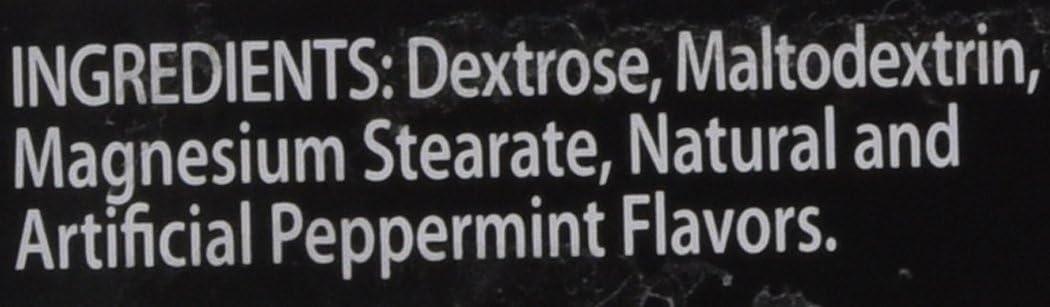 INGREDIENTS: Dextrose, Maltodextrin,
Magnesium Stearate, Natural and
Artificial Peppermint Flavors.